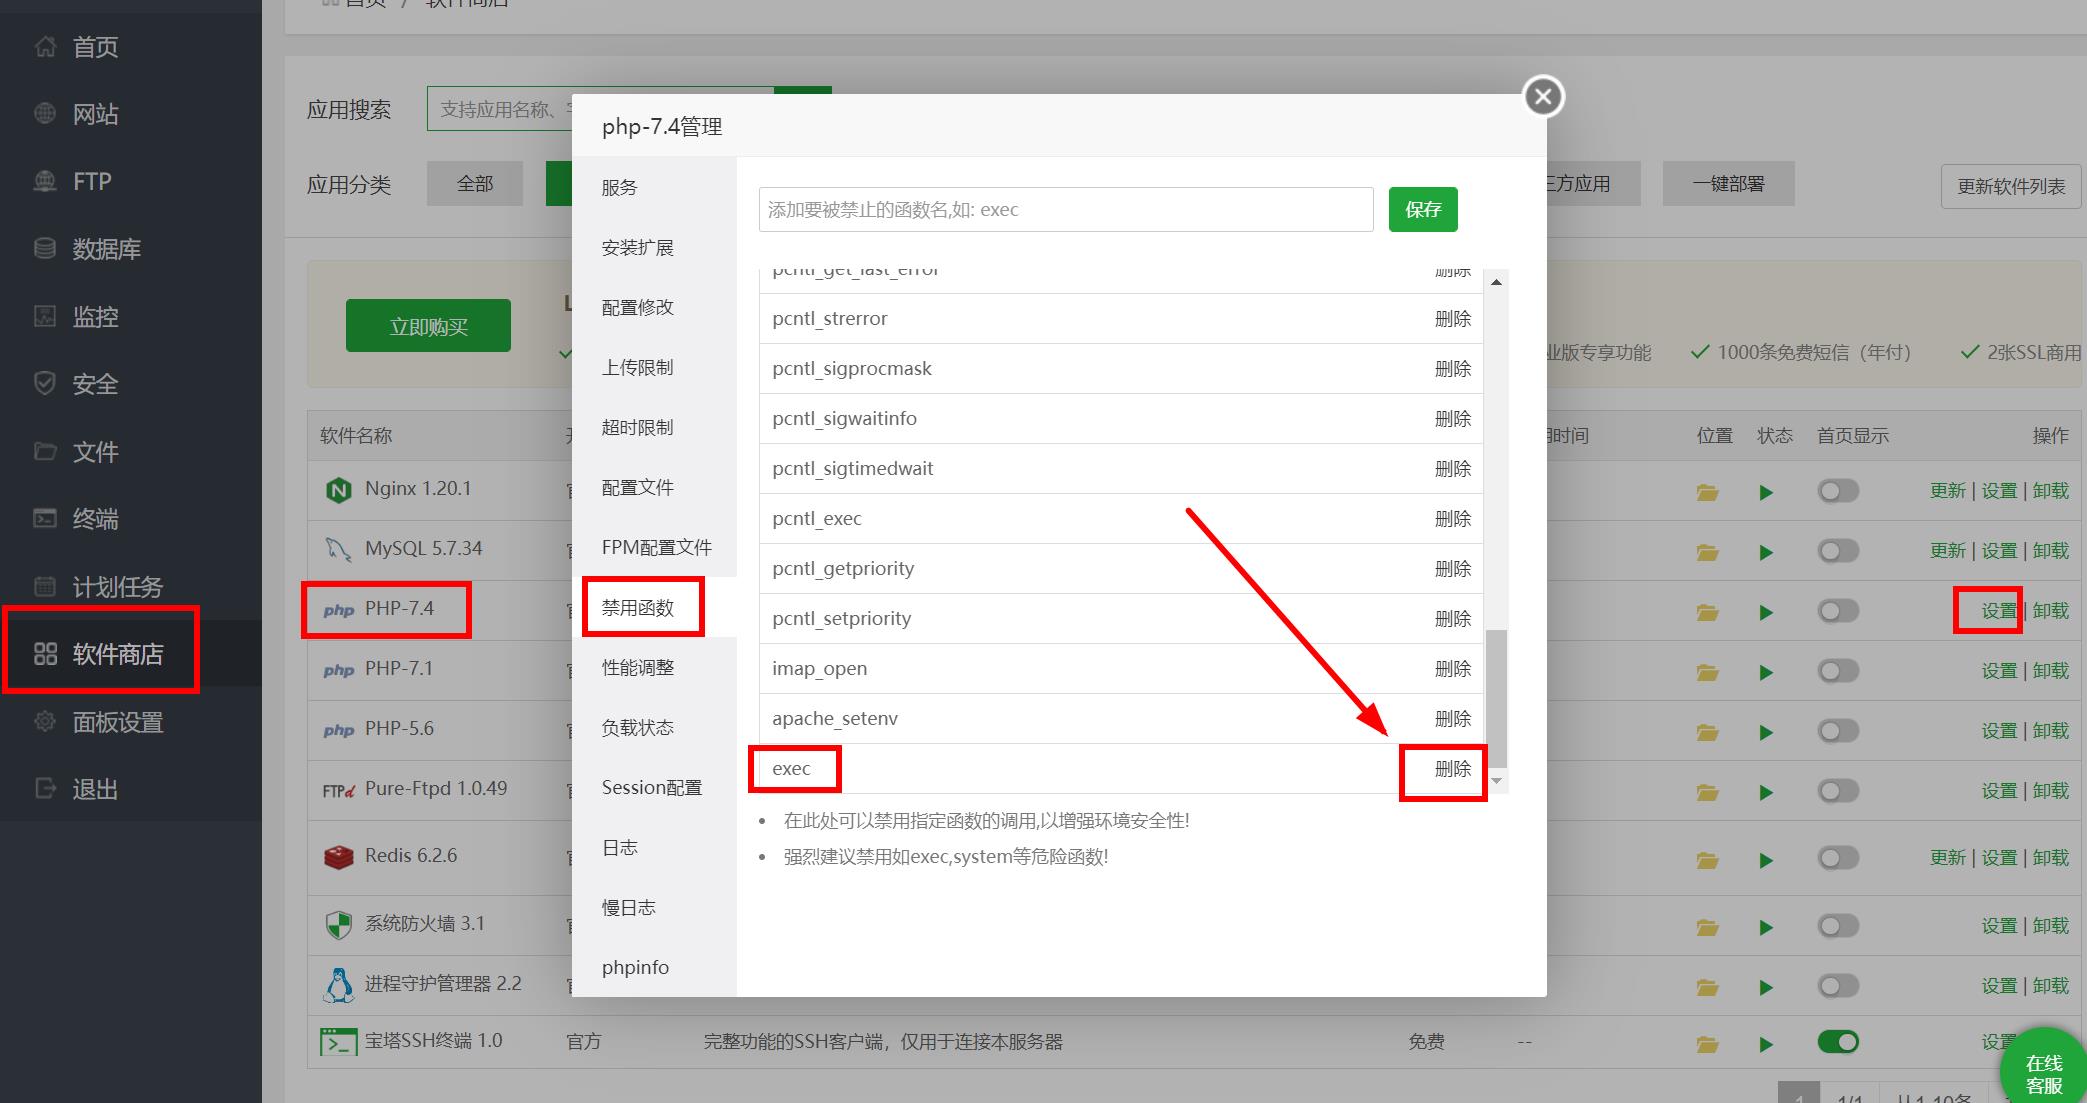 首页 / 软件商店
首页
网站
FTP
数据库
监控
安全
文件
终端
计划任务
软件商店
面板设置
退出
应用搜索
支持应用名称、
应用分类
全部
三方应用
一键部署
更新软件列表
立即购买
业版专享功能
1000条免费短信（年付）
2张SSL商用
软件名称
期时间
位置 状态 首页显示 操作
Nginx 1.20.1
更新 | 设置 | 卸载
MySQL 5.7.34
更新 | 设置 | 卸载
php PHP-7.4
设置 | 卸载
php PHP-7.1
设置 | 卸载
php PHP-5.6
设置 | 卸载
FTPd Pure-Ftpd 1.0.49
设置 | 卸载
Redis 6.2.6
更新 | 设置 | 卸载
系统防火墙 3.1
设置 | 卸载
进程守护管理器 2.2
设置 | 卸载
宝塔SSH终端 1.0 官方 完整功能的SSH客户端，仅用于连接本服务器 免费 -- 设置
1 1/1 从1-10条
在线
客服
php-7.4管理
服务
安装扩展
配置修改
上传限制
超时限制
配置文件
FPM配置文件
禁用函数
性能调整
负载状态
Session配置
日志
慢日志
phpinfo
添加要被禁止的函数名,如: exec
保存
pcntl_get_last_error 删除
pcntl_strerror 删除
pcntl_sigprocmask 删除
pcntl_sigwaitinfo 删除
pcntl_sigtimedwait 删除
pcntl_exec 删除
pcntl_getpriority 删除
pcntl_setpriority 删除
imap_open 删除
apache_setenv 删除
exec 删除
在此处可以禁用指定函数的调用,以增强环境安全性!
强烈建议禁用如exec,system等危险函数!